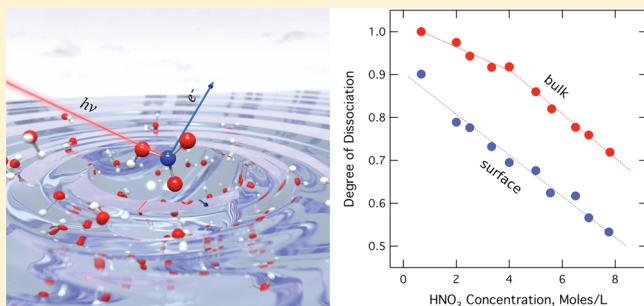 hν
e-
Degree of Dissociation
1.0
0.9
0.8
0.7
0.6
0.5
bulk
surface
0
2
4
6
8
HNO₃ Concentration, Moles/L